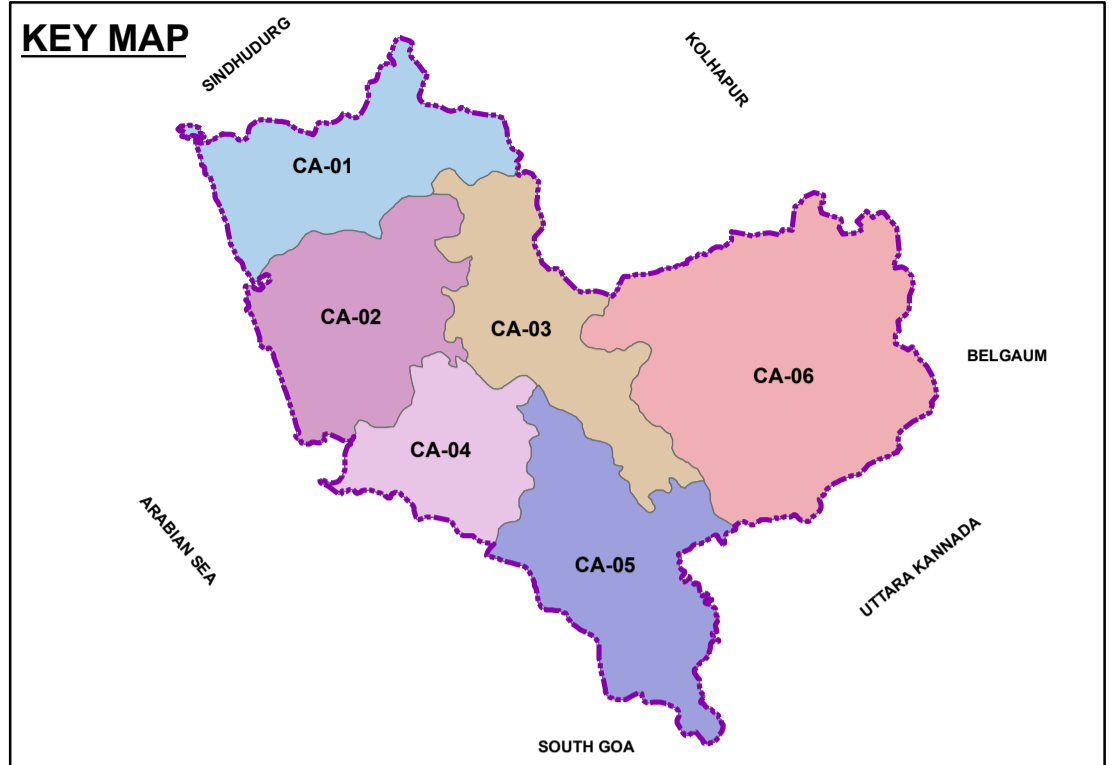 KEY MAP
SINDHUDURG
KOLHAPUR
CA-01
CA-02
CA-03
BELGAUM
CA-06
CA-04
ARABIAN SEA
CA-05
UTTARA KANNADA
SOUTH GOA